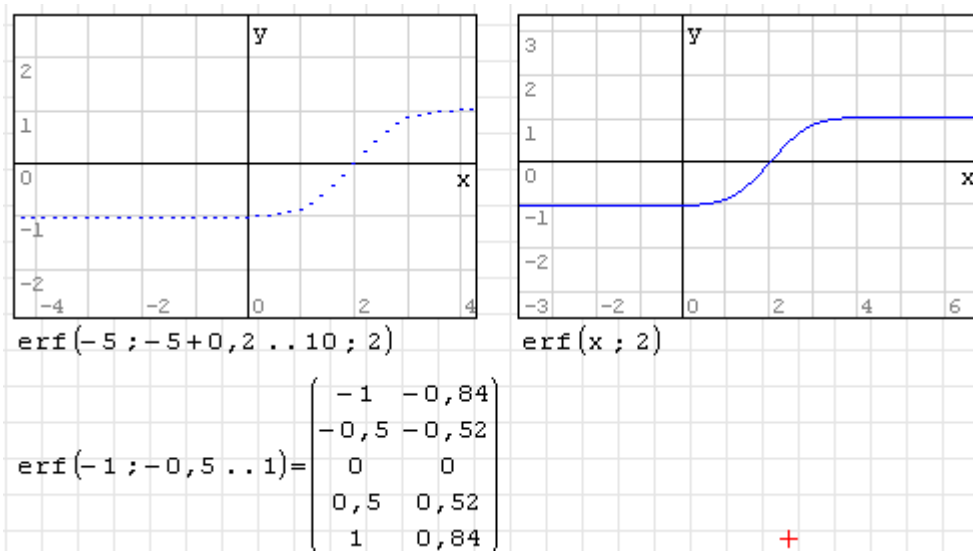 y
2
1
0
x
-1
-2
-4 -2 0 2 4
erf(-5;-5+0,2..10;2)
y
3
2
1
0
x
-1
-2
-3 -2 0 2 4 6
erf(x;2)
erf(-1;-0,5..1)=
-1 -0,84
-0,5 -0,52
0 0
0,5 0,52
1 0,84